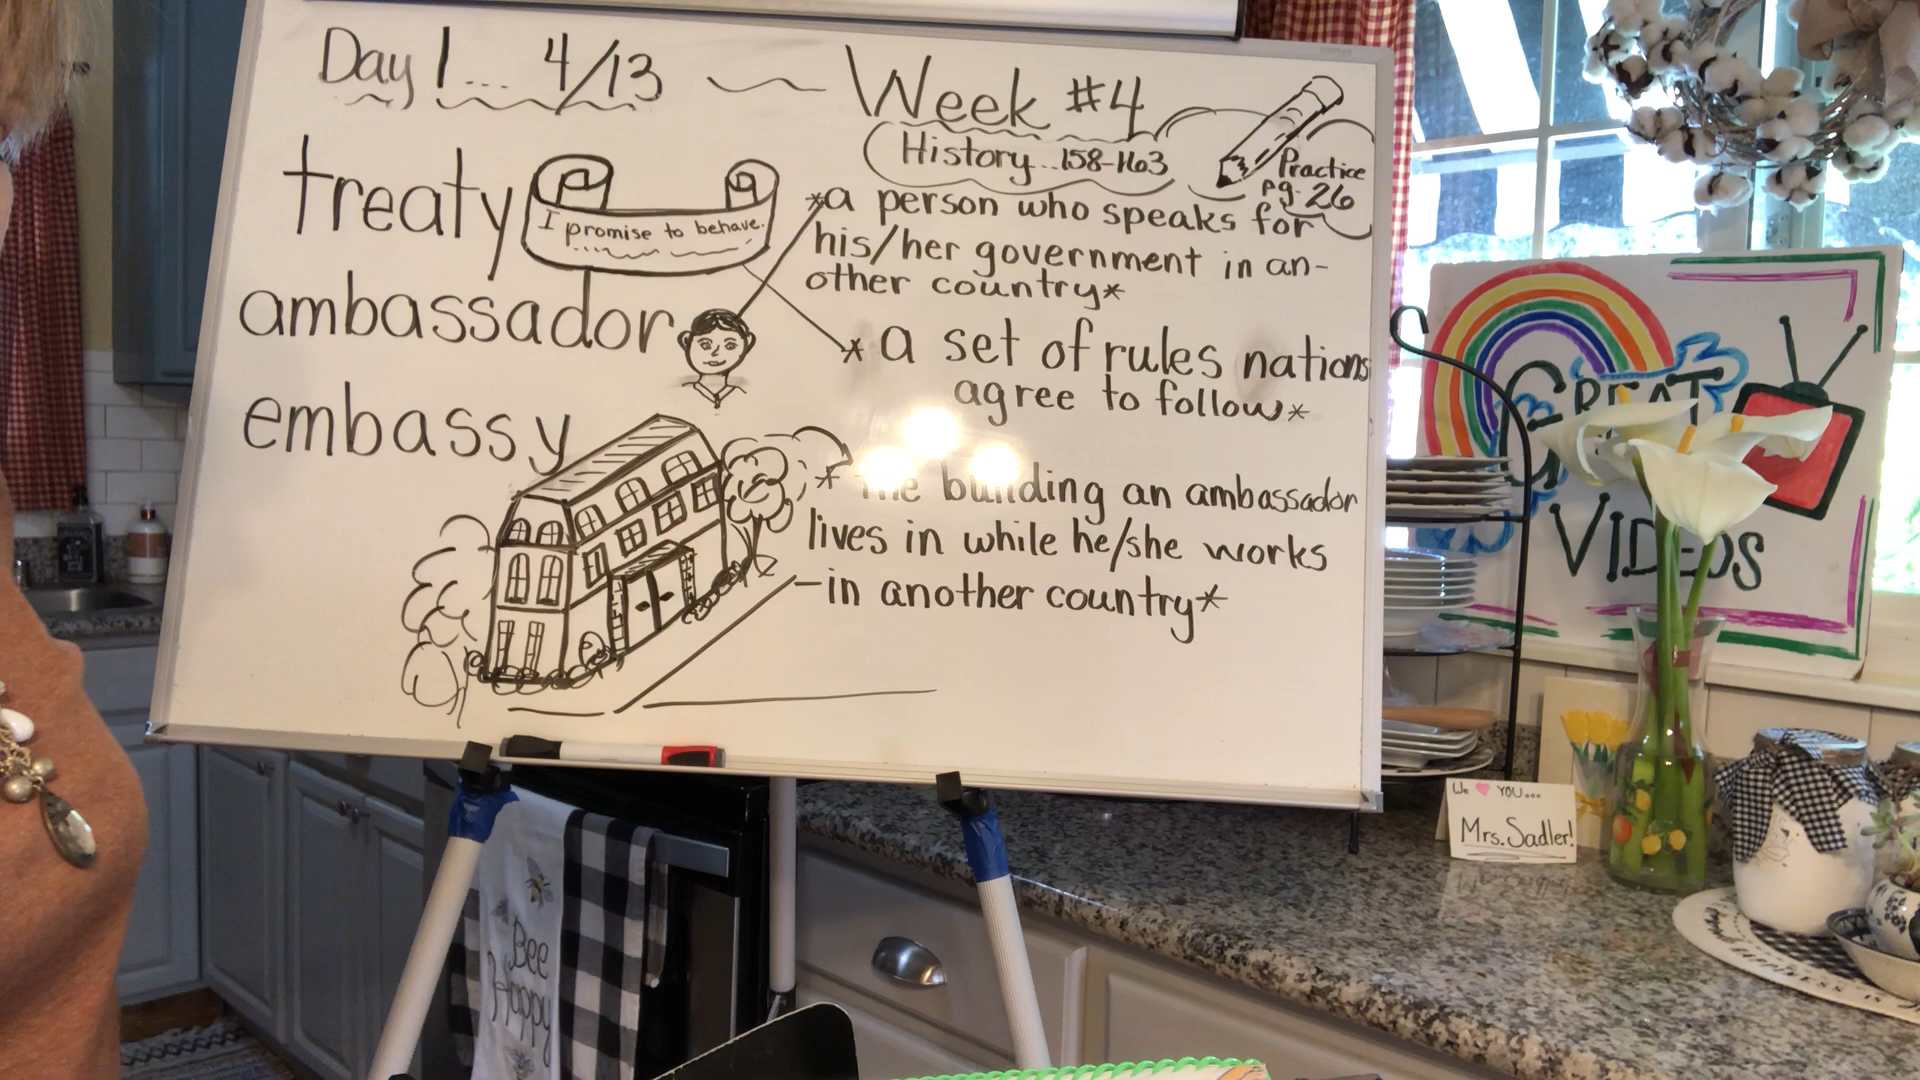 Day 1... 4/13 ~ Week #4
History...158-163
Practice
pg. 26
treaty
I promise to behave.
*a person who speaks for
his/her government in an-
other country*
ambassador
* a set of rules nations
agree to follow*
embassy
* The building an ambassador
lives in while he/she works
in another country*
GREAT
VIDEOS
We ♥ YOU...
Mrs. Sadler!
Bee
Happy